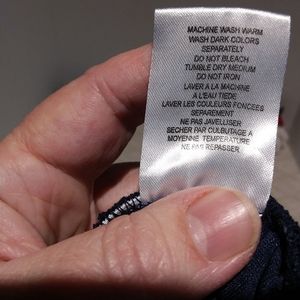 MACHINE WASH WARM
WASH DARK COLORS
SEPARATELY
DO NOT BLEACH
TUMBLE DRY MEDIUM
DO NOT IRON
LAVER A LA MACHINE
A LEAU TIEDE
LAVER LES COULEURS FONCEES
SEPAREMENT
NE PAS JAVELLISER
SECHER PAR CULBUTAGE A
MOYENNE TEMPERATURE
NE PAS REPASSER